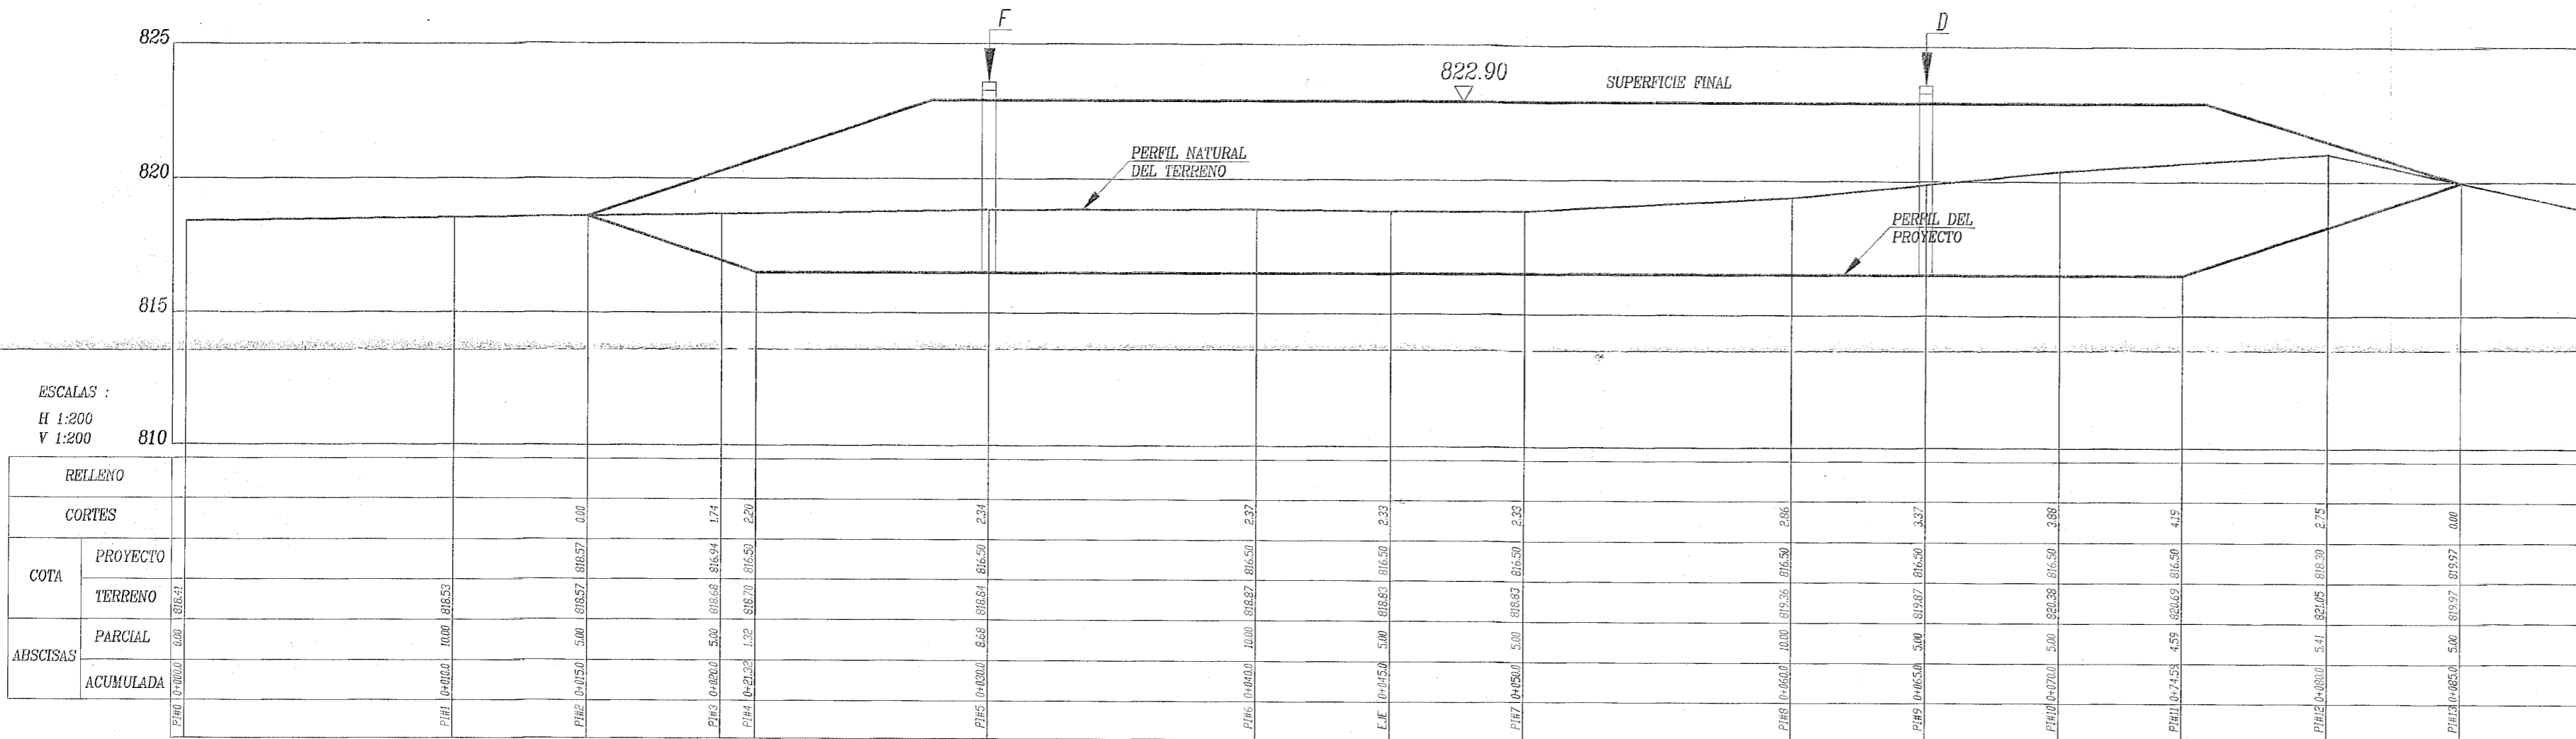 F
D
825
822.90
SUPERFICIE FINAL
820
PERFIL NATURAL
DEL TERRENO
PERFIL DEL
PROYECTO
815
ESCALAS :
H 1:200
V 1:200
810
RELLENO
CORTES
0.00 1.74 2.20 2.34 2.37 2.33 2.33 2.86 3.37 3.88 4.19 2.75 0.00
COTA
PROYECTO
818.57 816.94 816.50 816.50 816.50 816.50 816.50 816.50 816.50 816.50 816.50 818.30 819.97
TERRENO
818.41 818.53 818.57 818.68 818.70 818.84 818.87 818.83 818.83 819.36 819.87 820.38 820.69 821.05 819.97
ABSCISAS
PARCIAL
0.00 10.00 5.00 5.00 1.32 8.68 10.00 5.00 5.00 10.00 5.00 5.00 4.59 5.41 5.00
ACUMULADA
0+000.0 0+010.0 0+015.0 0+020.0 0+21.32 0+030.0 0+040.0 0+045.0 0+050.0 0+060.0 0+065.0 0+070.0 0+74.59 0+080.0 0+085.0
PI#0 PI#1 PI#2 PI#3 PI#4 PI#5 PI#6 EJE PI#7 PI#8 PI#9 PI#10 PI#11 PI#12 PI#13